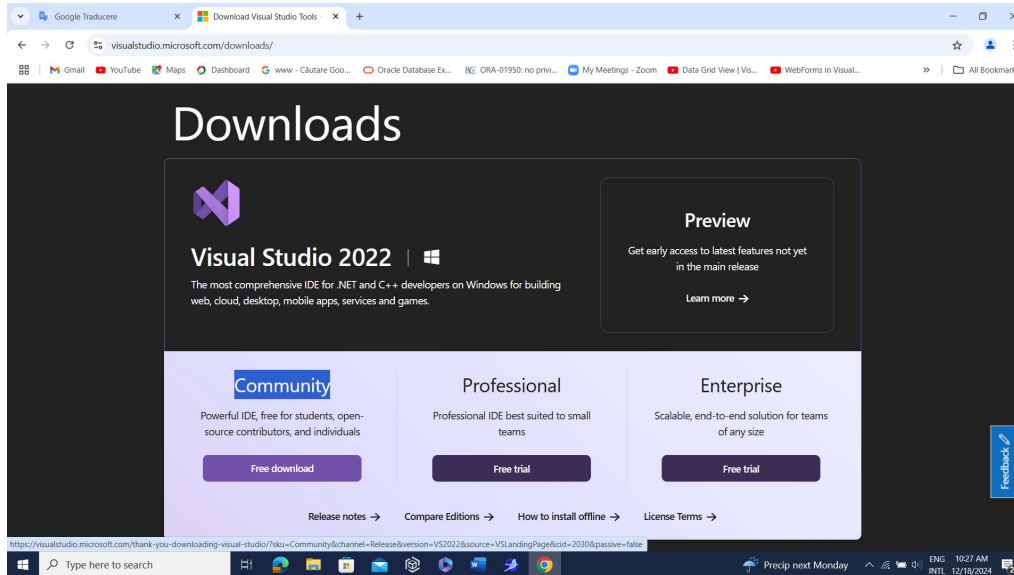 Google Traducere
Download Visual Studio Tools -
visualstudio.microsoft.com/downloads/
Gmail YouTube Maps Dashboard www - Căutare Goo... Oracle Database Ex... ORA-01950: no privi... My Meetings - Zoom Data Grid View | Vis... WebForms in Visual... » All Bookmark
Downloads
Visual Studio 2022
The most comprehensive IDE for .NET and C++ developers on Windows for building
web, cloud, desktop, mobile apps, services and games.
Preview
Get early access to latest features not yet
in the main release
Learn more →
Community
Powerful IDE, free for students, open-
source contributors, and individuals
Free download
Professional
Professional IDE best suited to small
teams
Free trial
Enterprise
Scalable, end-to-end solution for teams
of any size
Free trial
Release notes → Compare Editions → How to install offline → License Terms →
Feedback
https://visualstudio.microsoft.com/thank-you-downloading-visual-studio/?sku=Community&channel=Release&version=VS2022&source=VSLandingPage&cid=2030&passive=false
Type here to search
Precip next Monday
ENG
INTL
10:27 AM
12/18/2024